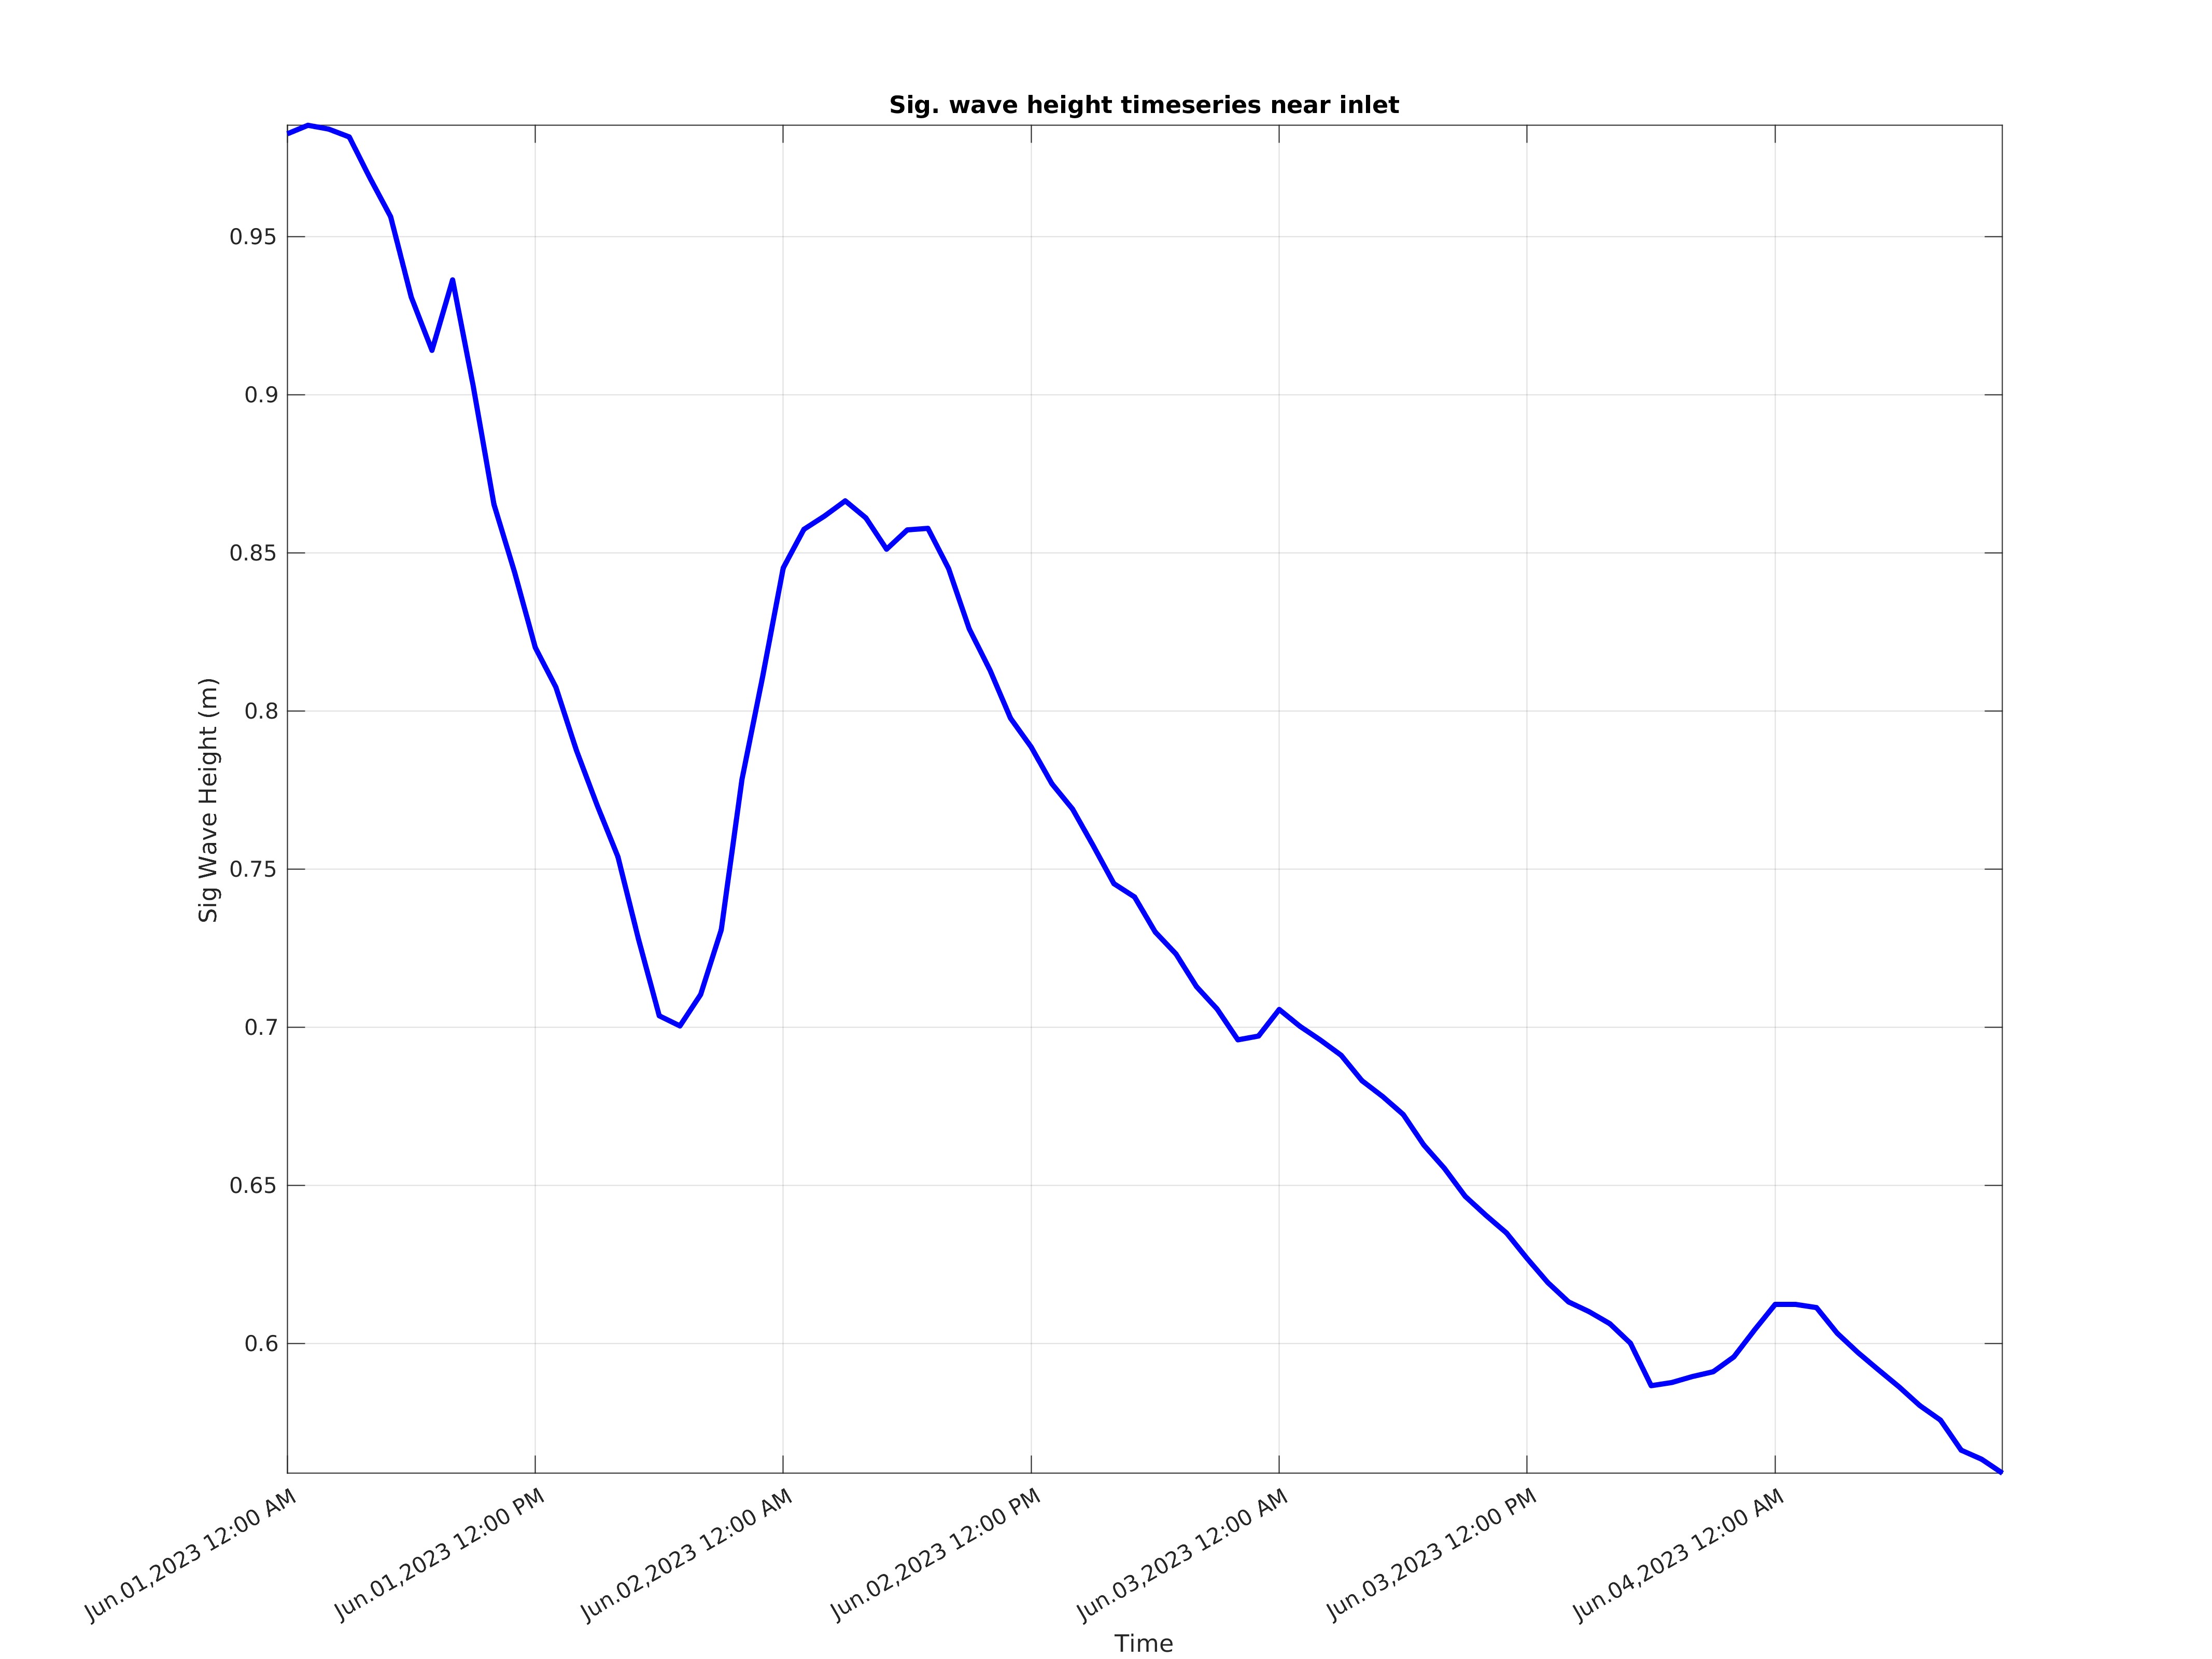 Sig. wave height timeseries near inlet
Sig Wave Height (m)
0.95
0.9
0.85
0.8
0.75
0.7
0.65
0.6
Jun.01,2023 12:00 AM
Jun.01,2023 12:00 PM
Jun.02,2023 12:00 AM
Jun.02,2023 12:00 PM
Jun.03,2023 12:00 AM
Jun.03,2023 12:00 PM
Jun.04,2023 12:00 AM
Time